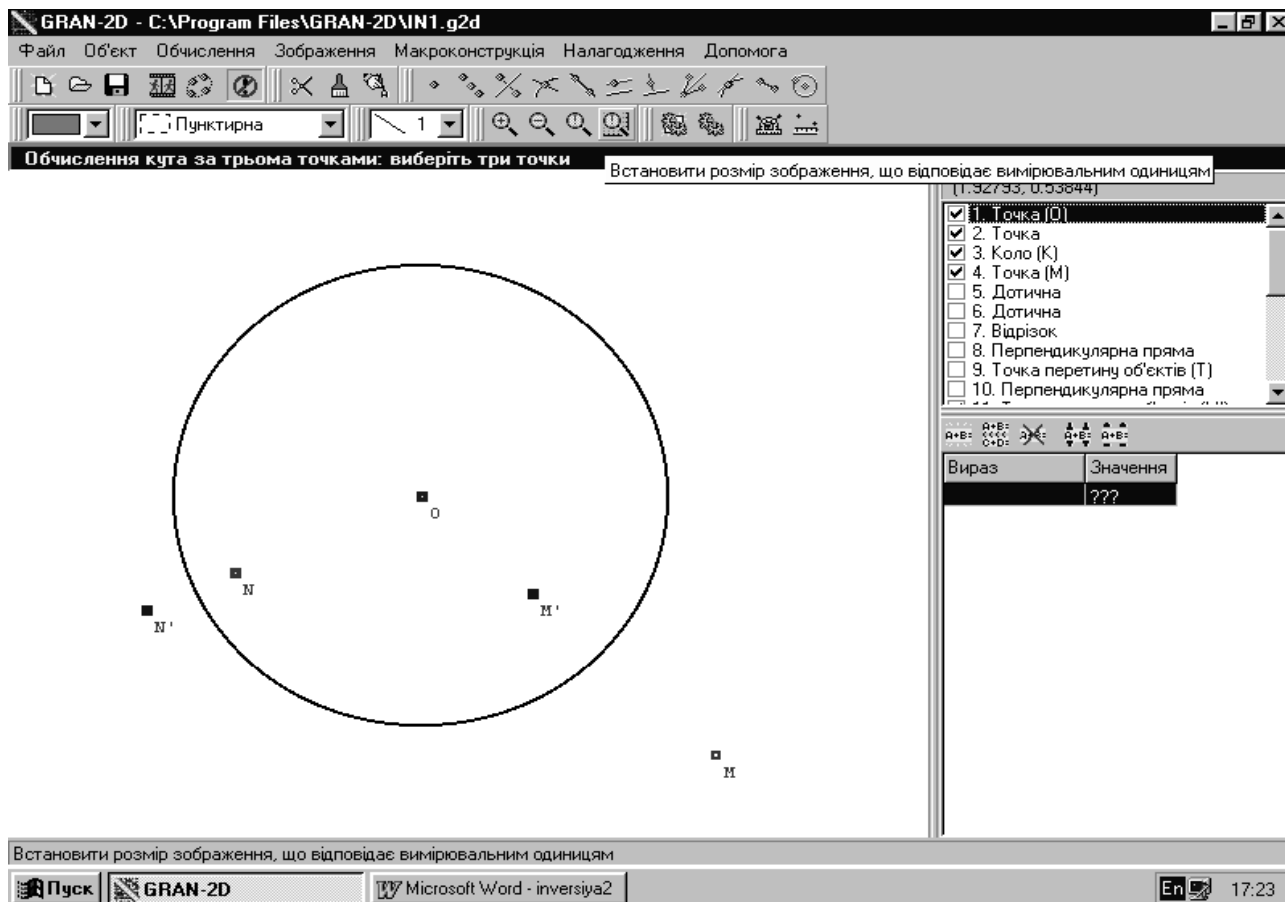 GRAN-2D - C:\Program Files\GRAN-2D\IN1.g2d
Файл Об'єкт Обчислення Зображення Макроконструкція Налагодження Допомога
Пунктирна 1
Обчислення кута за трьома точками: виберіть три точки
Встановити розмір зображення, що відповідає вимірювальним одиницям
(1.92793, 0.53844)
1. Точка (O)
2. Точка
3. Коло (K)
4. Точка (M)
5. Дотична
6. Дотична
7. Відрізок
8. Перпендикулярна пряма
9. Точка перетину об'єктів (T)
10. Перпендикулярна пряма
Вираз Значення
???
O
N
M'
N'
M
Встановити розмір зображення, що відповідає вимірювальним одиницям
Пуск GRAN-2D Microsoft Word - inversiya2 En 17:23